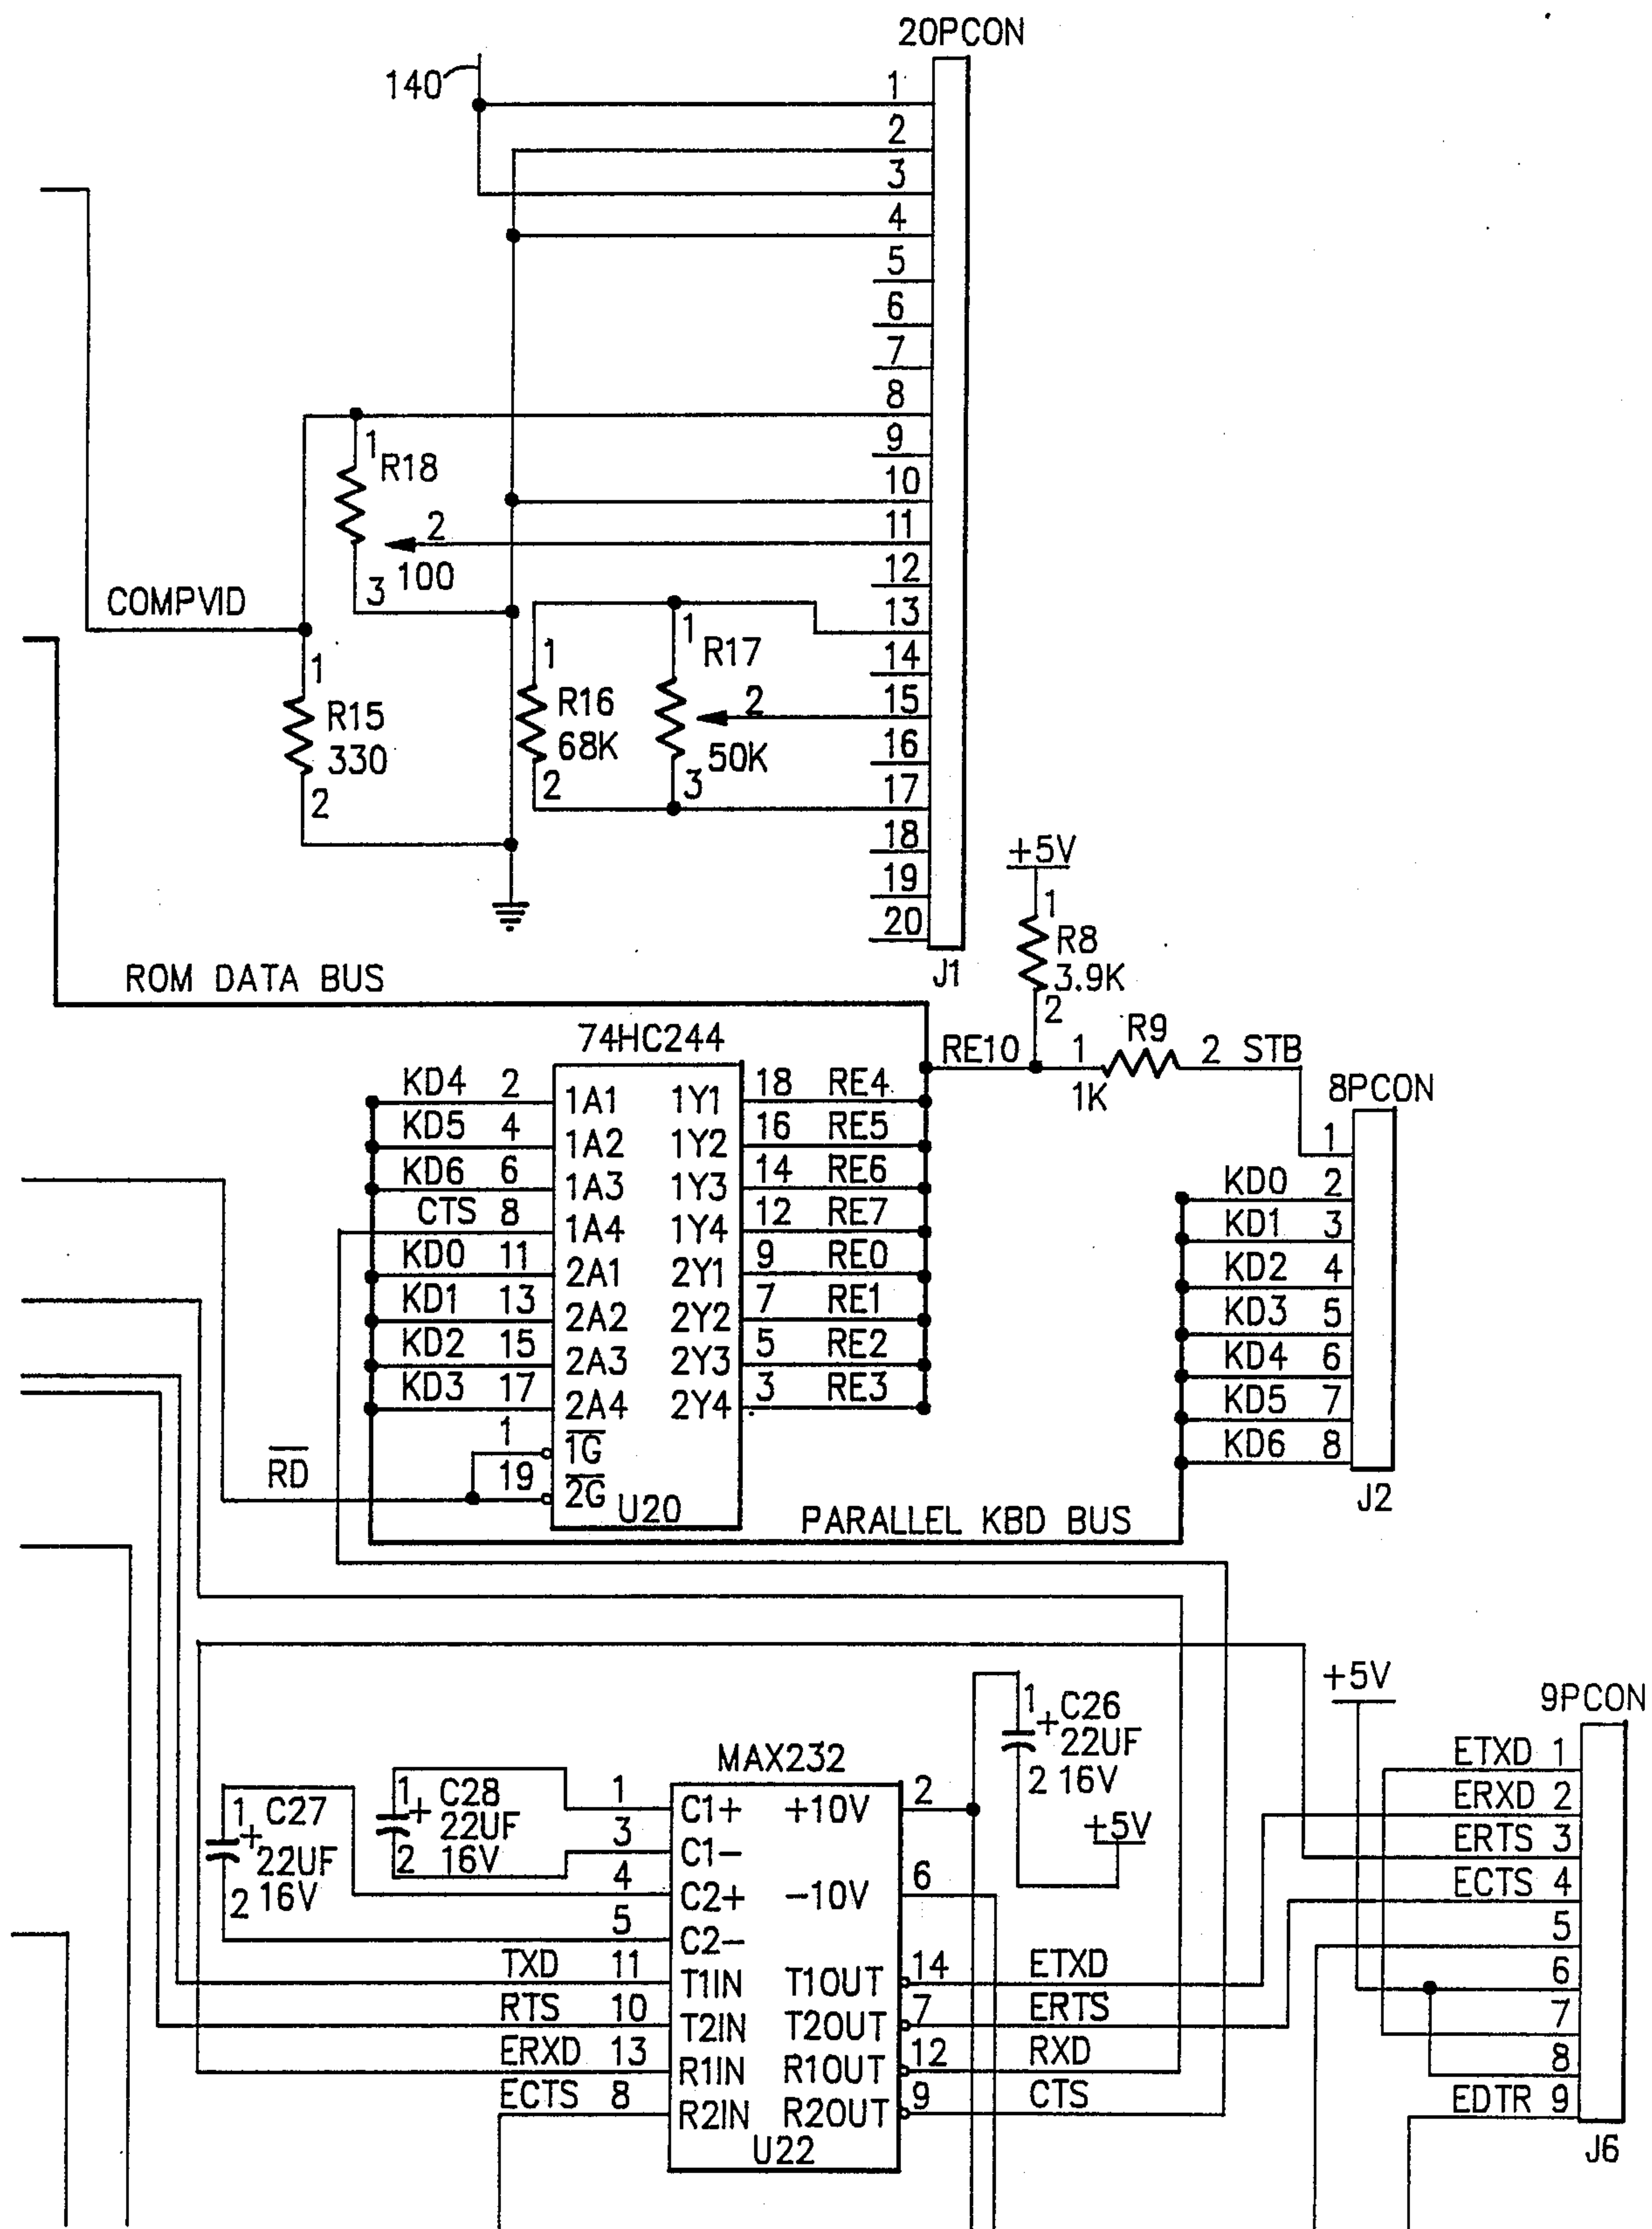 20PCON
140
1
2
3
4
5
6
7
8
9
10
11
12
13
14
15
16
17
18
19
20
J1
1
R18
2
100
3
COMPVID
1
R15
330
2
1
R16
68K
2
1
R17
2
50K
3
+5V
1
R8
3.9K
2
ROM DATA BUS
RE10
1
R9
1K
2 STB
8PCON
1
KD0 2
KD1 3
KD2 4
KD3 5
KD4 6
KD5 7
KD6 8
J2
74HC244
KD4 2 1A1 1Y1 18 RE4
KD5 4 1A2 1Y2 16 RE5
KD6 6 1A3 1Y3 14 RE6
CTS 8 1A4 1Y4 12 RE7
KD0 11 2A1 2Y1 9 RE0
KD1 13 2A2 2Y2 7 RE1
KD2 15 2A3 2Y3 5 RE2
KD3 17 2A4 2Y4 3 RE3
1 1G
RD 19 2G U20
PARALLEL KBD BUS
1
+ C26
22UF
2 16V
+5V
+5V
9PCON
ETXD 1
ERXD 2
ERTS 3
ECTS 4
5
6
7
8
EDTR 9
J6
1
+ C27
22UF
16V
2
1
+ C28
22UF
16V
2
MAX232
1 C1+ +10V 2
3 C1−
4 C2+ −10V 6
5 C2−
TXD 11 T1IN T1OUT 14 ETXD
RTS 10 T2IN T2OUT 7 ERTS
ERXD 13 R1IN R1OUT 12 RXD
ECTS 8 R2IN R2OUT 9 CTS
U22